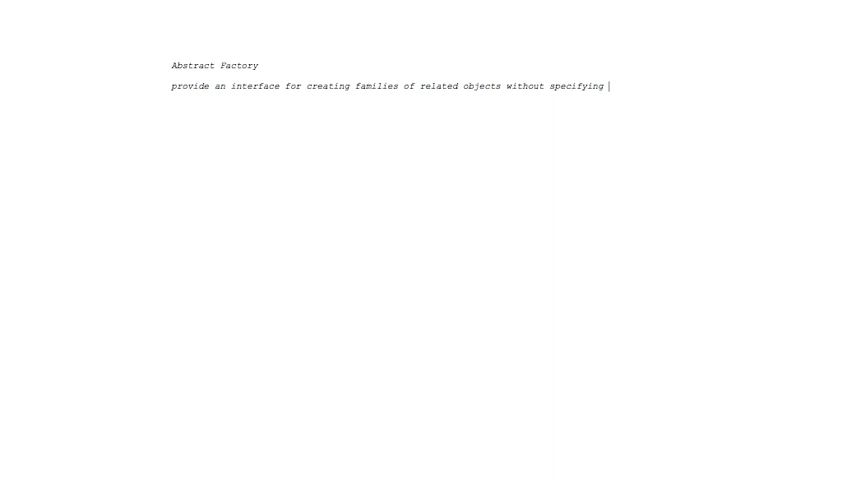 Abstract Factory
provide an interface for creating families of related objects without specifying